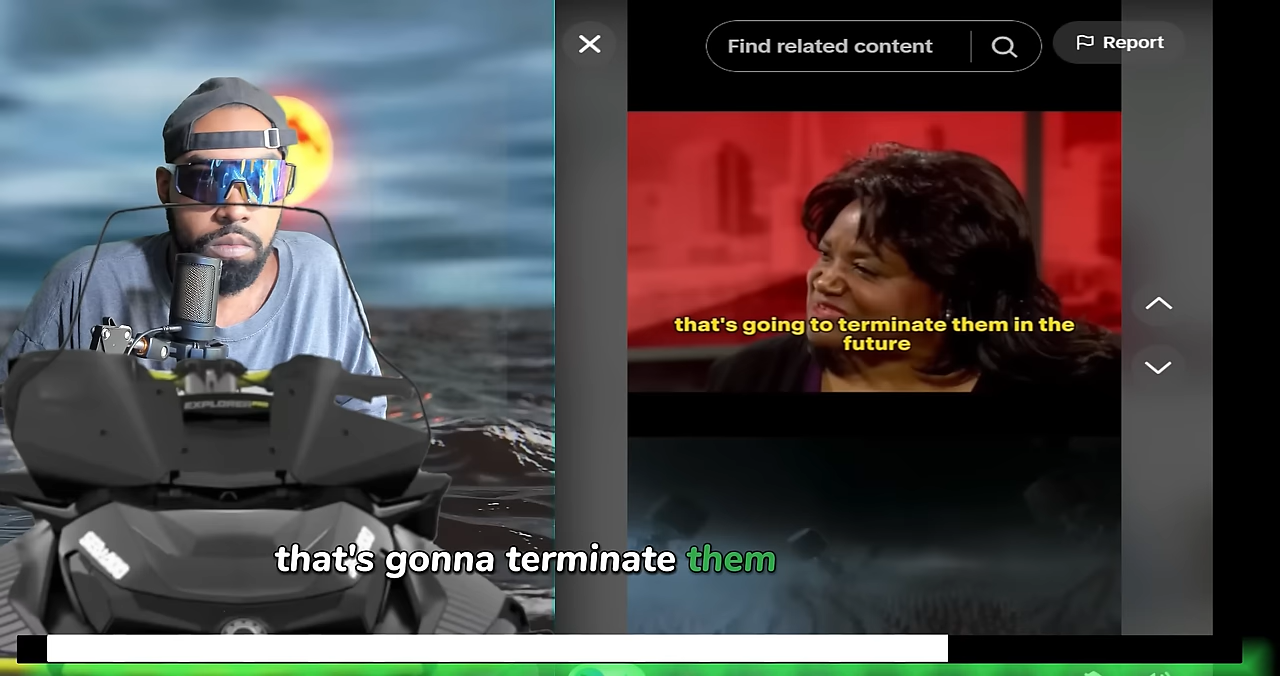 Find related content
Report
that's going to terminate them in the
future
EXPLORER
that's gonna terminate them